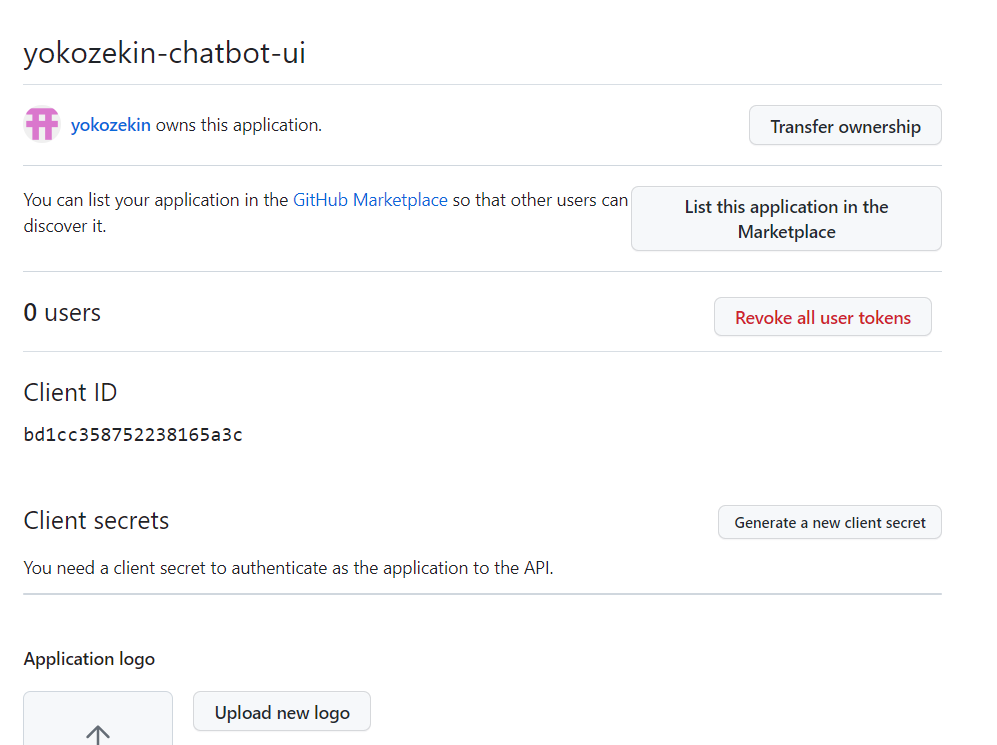 yokozekin-chatbot-ui
yokozekin owns this application.
Transfer ownership
You can list your application in the GitHub Marketplace so that other users can
discover it.
List this application in the
Marketplace
0 users
Revoke all user tokens
Client ID
bd1cc358752238165a3c
Client secrets
Generate a new client secret
You need a client secret to authenticate as the application to the API.
Application logo
Upload new logo